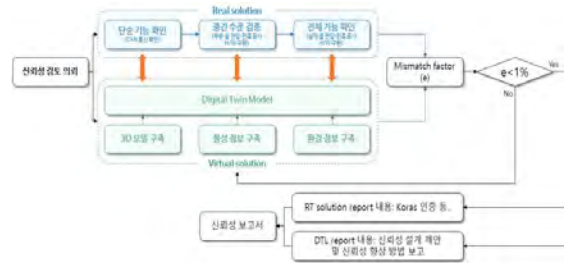 Real solution
단순 기능 확인
중간 수준 검증
전체 기능 확인
신뢰성 검토 의뢰
Digital Twin Model
3D 모델 구축
물성 정보 구축
환경 정보 구축
Virtual solution
Mismatch factor
(e)
e<1%
Yes
No
RT solution report 내용: Koras 인증 등..
신뢰성 보고서
DTL report 내용: 신뢰성 설계 제안
및 신뢰성 향상 방법 보고